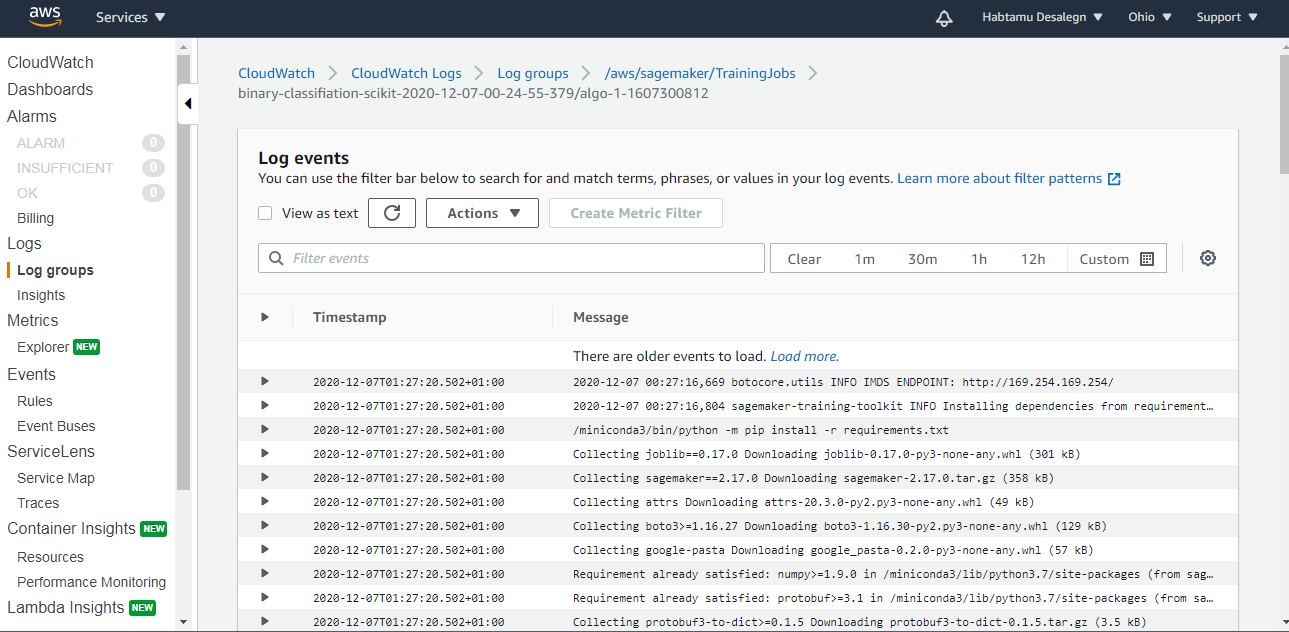 aws Services Habtamu Desalegn Ohio Support
CloudWatch
Dashboards
Alarms
ALARM 0
INSUFFICIENT 0
OK 0
Billing
Logs
Log groups
Insights
Metrics
Explorer NEW
Events
Rules
Event Buses
ServiceLens
Service Map
Traces
Container Insights NEW
Resources
Performance Monitoring
Lambda Insights NEW
CloudWatch CloudWatch Logs Log groups /aws/sagemaker/TrainingJobs
binary-classifiation-scikit-2020-12-07-00-24-55-379/algo-1-1607300812
Log events
You can use the filter bar below to search for and match terms, phrases, or values in your log events. Learn more about filter patterns
View as text Actions Create Metric Filter
Filter events Clear 1m 30m 1h 12h Custom
Timestamp Message
There are older events to load. Load more.
2020-12-07T01:27:20.502+01:00 2020-12-07 00:27:16,669 botocore.utils INFO IMDS ENDPOINT: http://169.254.169.254/
2020-12-07T01:27:20.502+01:00 2020-12-07 00:27:16,804 sagemaker-training-toolkit INFO Installing dependencies from requirement…
2020-12-07T01:27:20.502+01:00 /miniconda3/bin/python -m pip install -r requirements.txt
2020-12-07T01:27:20.502+01:00 Collecting joblib==0.17.0 Downloading joblib-0.17.0-py3-none-any.whl (301 kB)
2020-12-07T01:27:20.502+01:00 Collecting sagemaker==2.17.0 Downloading sagemaker-2.17.0.tar.gz (358 kB)
2020-12-07T01:27:20.502+01:00 Collecting attrs Downloading attrs-20.3.0-py2.py3-none-any.whl (49 kB)
2020-12-07T01:27:20.502+01:00 Collecting boto3>=1.16.27 Downloading boto3-1.16.30-py2.py3-none-any.whl (129 kB)
2020-12-07T01:27:20.502+01:00 Collecting google-pasta Downloading google_pasta-0.2.0-py3-none-any.whl (57 kB)
2020-12-07T01:27:20.502+01:00 Requirement already satisfied: numpy>=1.9.0 in /miniconda3/lib/python3.7/site-packages (from sag…
2020-12-07T01:27:20.502+01:00 Requirement already satisfied: protobuf>=3.1 in /miniconda3/lib/python3.7/site-packages (from sa…
2020-12-07T01:27:20.502+01:00 Collecting protobuf3-to-dict>=0.1.5 Downloading protobuf3-to-dict-0.1.5.tar.gz (3.5 kB)